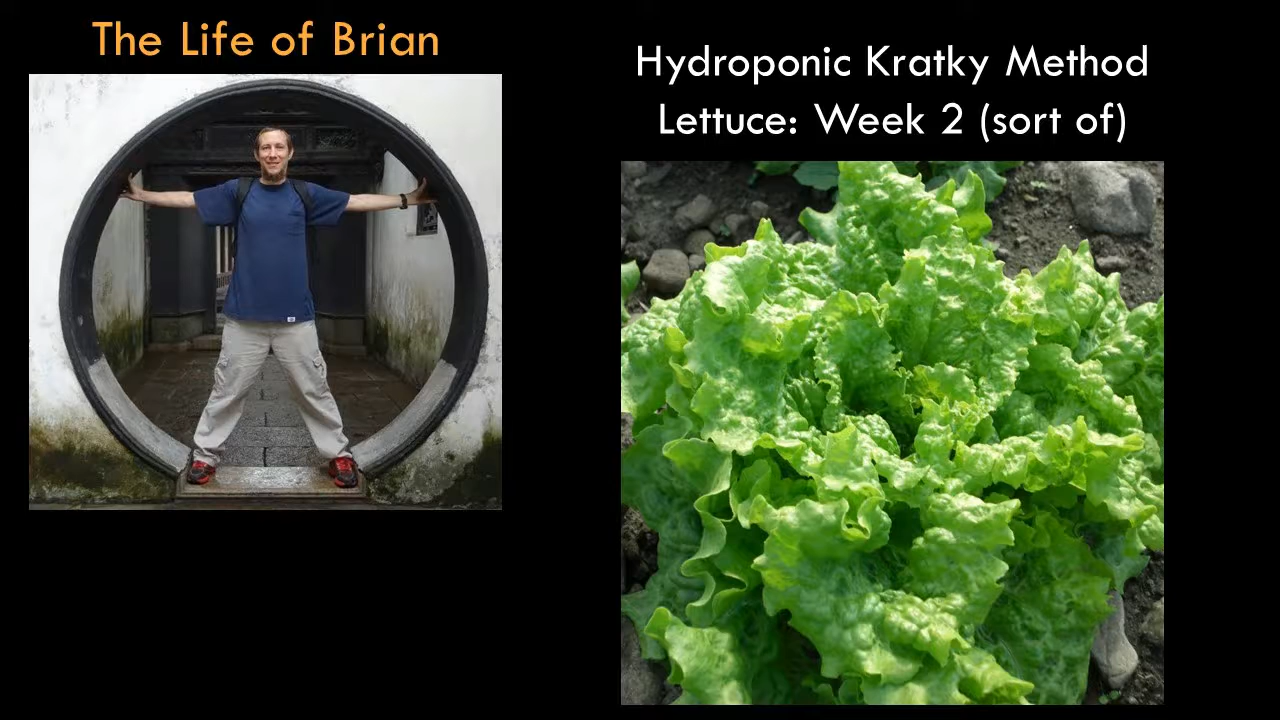 The Life of Brian
Hydroponic Kratky Method
Lettuce: Week 2 (sort of)